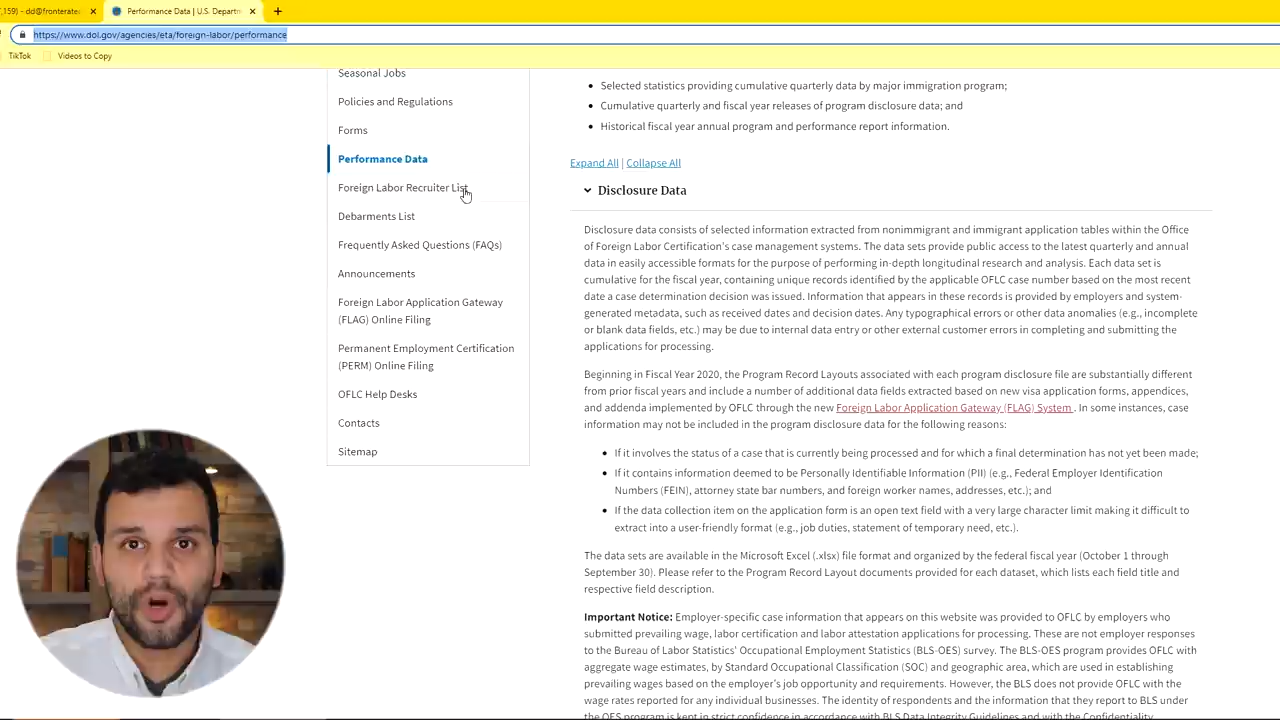 ,159) - dd@fronterate
Performance Data | U.S. Departm
https://www.dol.gov/agencies/eta/foreign-labor/performance
TikTok
Videos to Copy
Seasonal Jobs
Policies and Regulations
Forms
Performance Data
Foreign Labor Recruiter List
Debarments List
Frequently Asked Questions (FAQs)
Announcements
Foreign Labor Application Gateway
(FLAG) Online Filing
Permanent Employment Certification
(PERM) Online Filing
OFLC Help Desks
Contacts
Sitemap
• Selected statistics providing cumulative quarterly data by major immigration program;
• Cumulative quarterly and fiscal year releases of program disclosure data; and
• Historical fiscal year annual program and performance report information.
Expand All | Collapse All
Disclosure Data
Disclosure data consists of selected information extracted from nonimmigrant and immigrant application tables within the Office
of Foreign Labor Certification's case management systems. The data sets provide public access to the latest quarterly and annual
data in easily accessible formats for the purpose of performing in-depth longitudinal research and analysis. Each data set is
cumulative for the fiscal year, containing unique records identified by the applicable OFLC case number based on the most recent
date a case determination decision was issued. Information that appears in these records is provided by employers and system-
generated metadata, such as received dates and decision dates. Any typographical errors or other data anomalies (e.g., incomplete
or blank data fields, etc.) may be due to internal data entry or other external customer errors in completing and submitting the
applications for processing.
Beginning in Fiscal Year 2020, the Program Record Layouts associated with each program disclosure file are substantially different
from prior fiscal years and include a number of additional data fields extracted based on new visa application forms, appendices,
and addenda implemented by OFLC through the new Foreign Labor Application Gateway (FLAG) System . In some instances, case
information may not be included in the program disclosure data for the following reasons:
• If it involves the status of a case that is currently being processed and for which a final determination has not yet been made;
• If it contains information deemed to be Personally Identifiable Information (PII) (e.g., Federal Employer Identification
Numbers (FEIN), attorney state bar numbers, and foreign worker names, addresses, etc.); and
• If the data collection item on the application form is an open text field with a very large character limit making it difficult to
extract into a user-friendly format (e.g., job duties, statement of temporary need, etc.).
The data sets are available in the Microsoft Excel (.xlsx) file format and organized by the federal fiscal year (October 1 through
September 30). Please refer to the Program Record Layout documents provided for each dataset, which lists each field title and
respective field description.
Important Notice: Employer-specific case information that appears on this website was provided to OFLC by employers who
submitted prevailing wage, labor certification and labor attestation applications for processing. These are not employer responses
to the Bureau of Labor Statistics' Occupational Employment Statistics (BLS-OES) survey. The BLS-OES program provides OFLC with
aggregate wage estimates, by Standard Occupational Classification (SOC) and geographic area, which are used in establishing
prevailing wages based on the employer's job opportunity and requirements. However, the BLS does not provide OFLC with the
wage rates reported for any individual businesses. The identity of respondents and the information that they report to BLS under
the OES program is kept in strict confidence in accordance with BLS Data Integrity Guidelines and with the Confidentiality